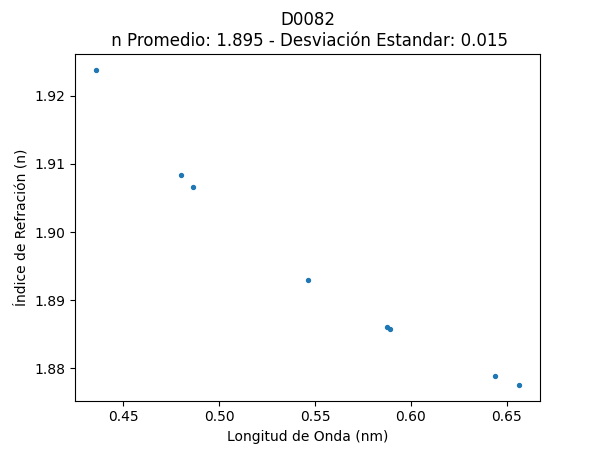 D0082
n Promedio: 1.895 - Desviación Estandar: 0.015
Índice de Refración (n)
1.92
1.91
1.90
1.89
1.88
0.45 0.50 0.55 0.60 0.65
Longitud de Onda (nm)